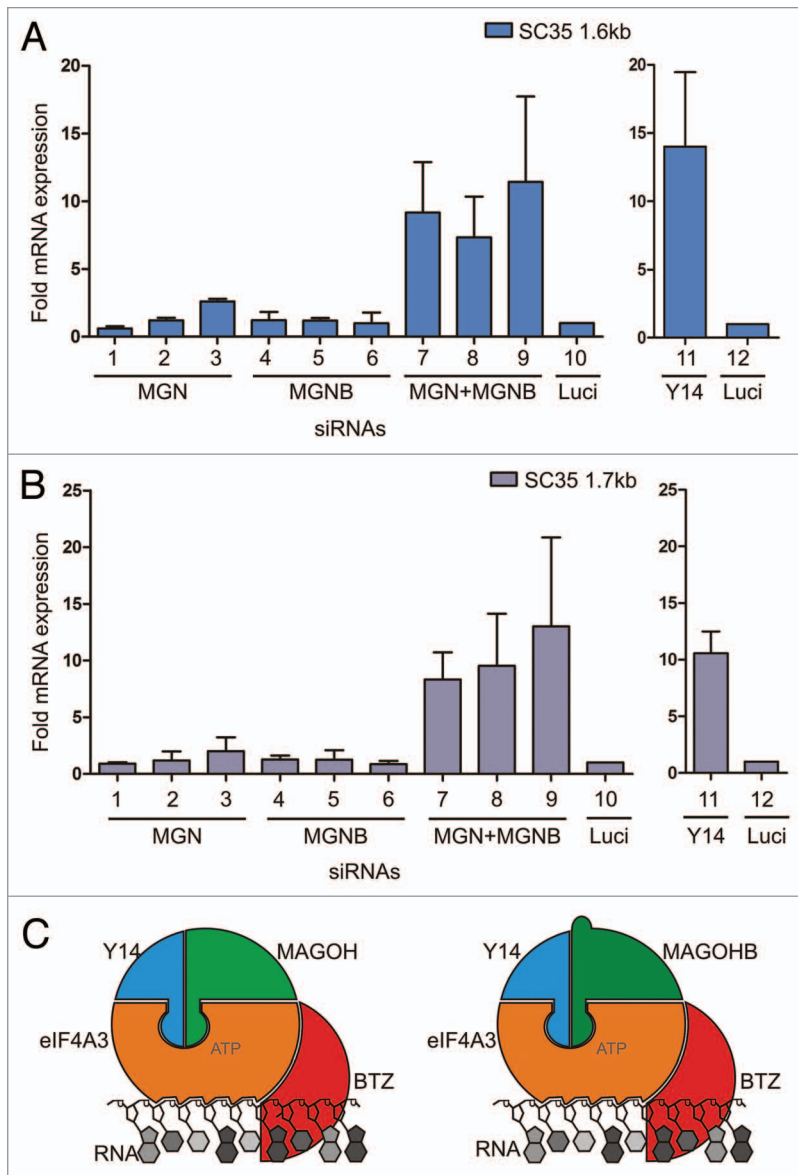 A
SC35 1.6kb
Fold mRNA expression
20
15
10
5
0
1 2 3 4 5 6 7 8 9 10
MGN MGNB MGN+MGNB Luci
siRNAs
20
15
10
5
0
11 12
Y14 Luci
B
SC35 1.7kb
Fold mRNA expression
25
20
15
10
5
0
1 2 3 4 5 6 7 8 9 10
MGN MGNB MGN+MGNB Luci
siRNAs
25
20
15
10
5
0
11 12
Y14 Luci
C
Y14 MAGOH
eIF4A3
ATP
BTZ
RNA
Y14 MAGOHB
eIF4A3
ATP
BTZ
RNA